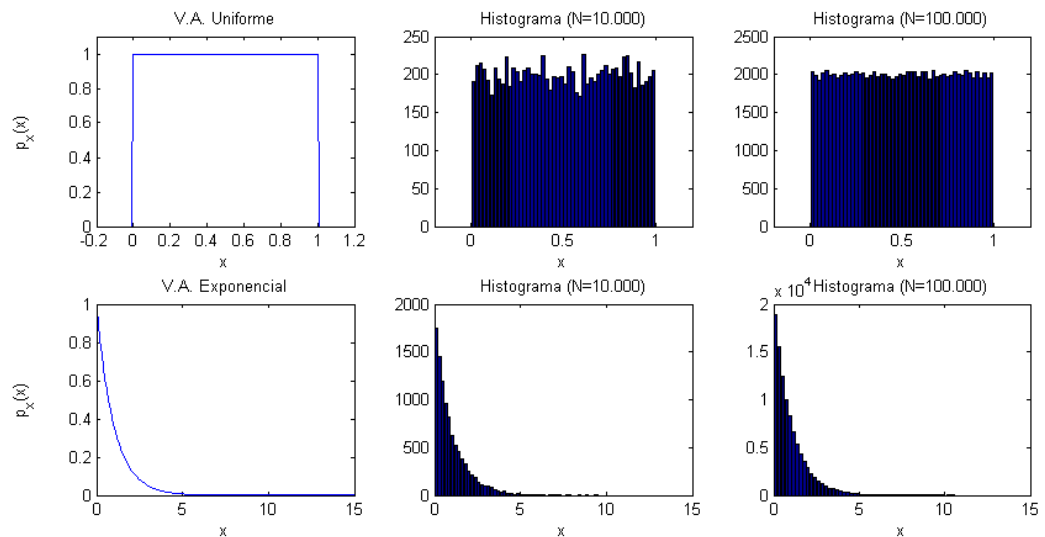 V.A. Uniforme
p_X(x)
1
0.8
0.6
0.4
0.2
0
-0.2 0 0.2 0.4 0.6 0.8 1 1.2
x
Histograma (N=10.000)
250
200
150
100
50
0
0 0.5 1
x
Histograma (N=100.000)
2500
2000
1500
1000
500
0
0 0.5 1
x
V.A. Exponencial
p_X(x)
1
0.8
0.6
0.4
0.2
0
0 5 10 15
x
Histograma (N=10.000)
2000
1500
1000
500
0
0 5 10 15
x
x 10^4 Histograma (N=100.000)
2
1.5
1
0.5
0
0 5 10 15
x